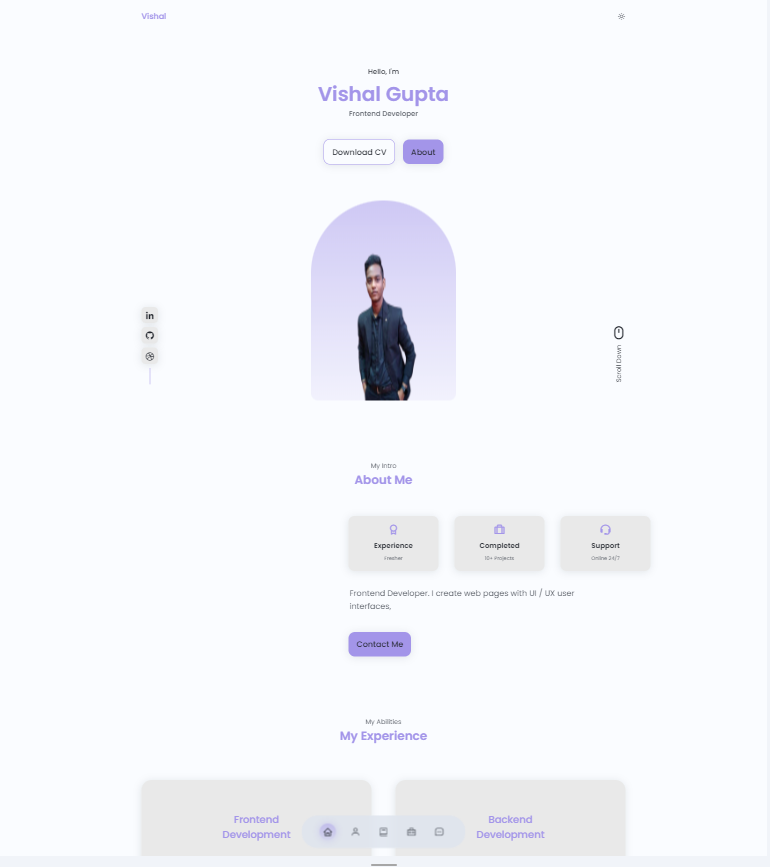 Vishal
Hello, I'm
Vishal Gupta
Frontend Developer
Download CV
About
in
Scroll Down
My Intro
About Me
Experience
Fresher
Completed
10+ Projects
Support
Online 24/7
Frontend Developer. I create web pages with UI / UX user
interfaces,
Contact Me
My Abilities
My Experience
Frontend
Development
Backend
Development